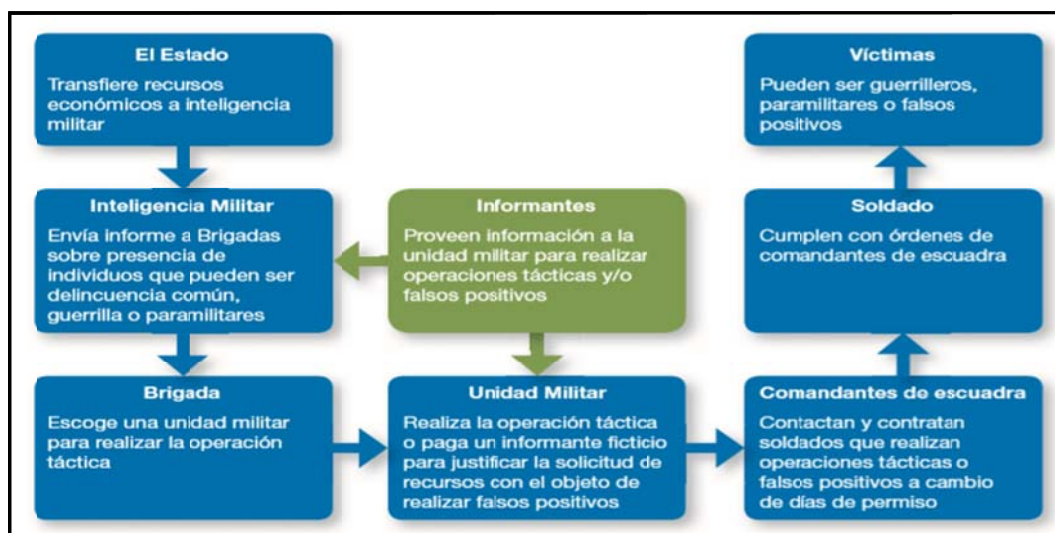 El Estado
Transfiere recursos
económicos a inteligencia
militar
Inteligencia Militar
Envía informe a Brigadas
sobre presencia de
individuos que pueden ser
delincuencia común,
guerrilla o paramilitares
Brigada
Escoge una unidad militar
para realizar la operación
táctica
Informantes
Proveen información a la
unidad militar para realizar
operaciones tácticas y/o
falsos positivos
Unidad Militar
Realiza la operación táctica
o paga un informante ficticio
para justificar la solicitud de
recursos con el objeto de
realizar falsos positivos
Comandantes de escuadra
Contactan y contratan
soldados que realizan
operaciones tácticas o
falsos positivos a cambio
de días de permiso
Soldado
Cumplen con órdenes de
comandantes de escuadra
Víctimas
Pueden ser guerrilleros,
paramilitares o falsos
positivos